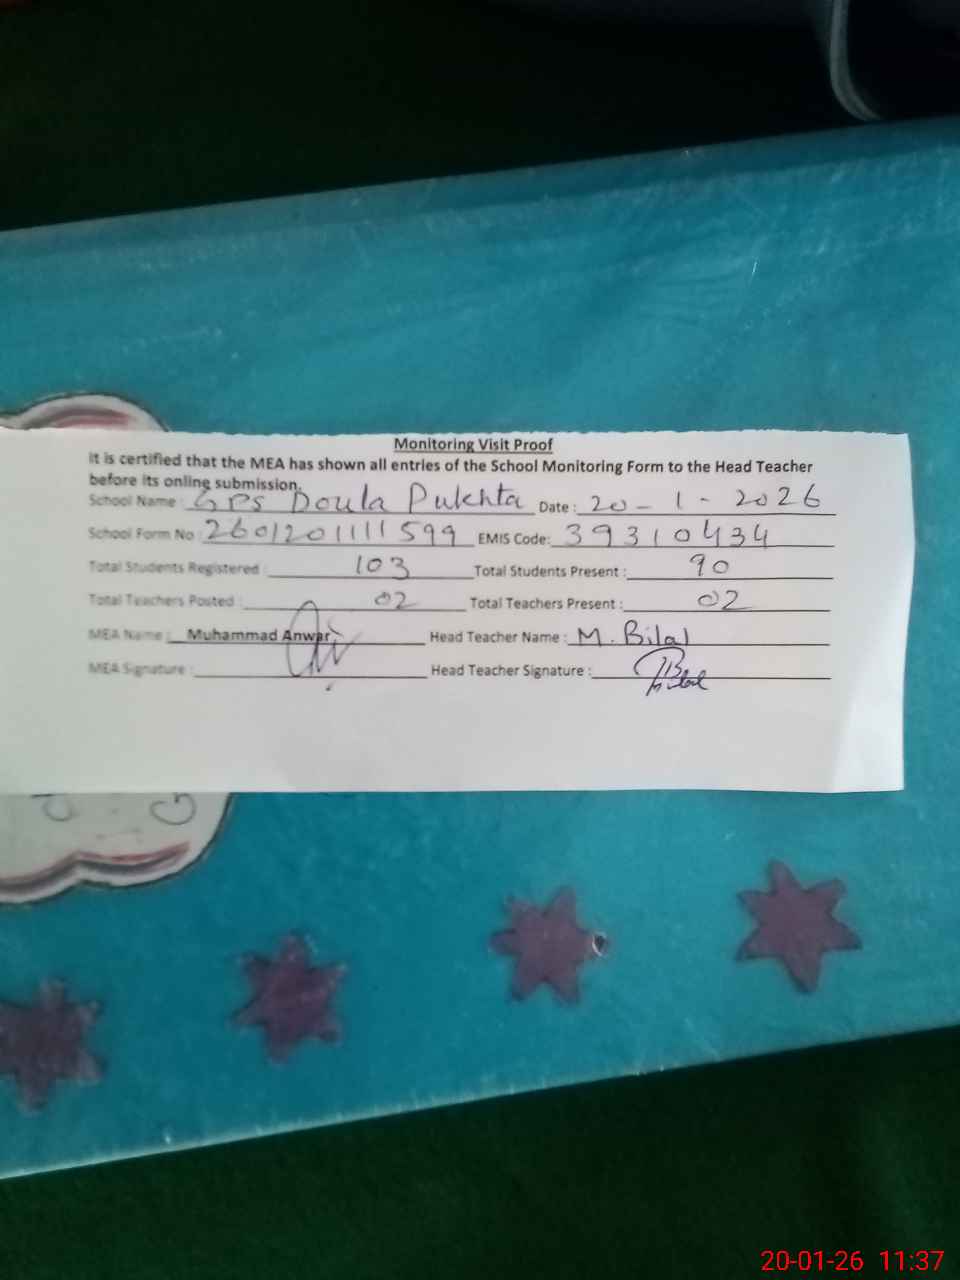 Monitoring Visit Proof
It is certified that the MEA has shown all entries of the School Monitoring Form to the Head Teacher
before its online submission.
School Name : GPS Doula Pukhta Date : 20 - 1 - 2026
School Form No : 2601201111599 EMIS Code: 39310434
Total Students Registered : 103 Total Students Present : 90
Total Teachers Posted : 02 Total Teachers Present : 02
MEA Name : Muhammad Anwar Head Teacher Name : M. Bilal
MEA Signature : Head Teacher Signature : M Bilal
20-01-26 11:37